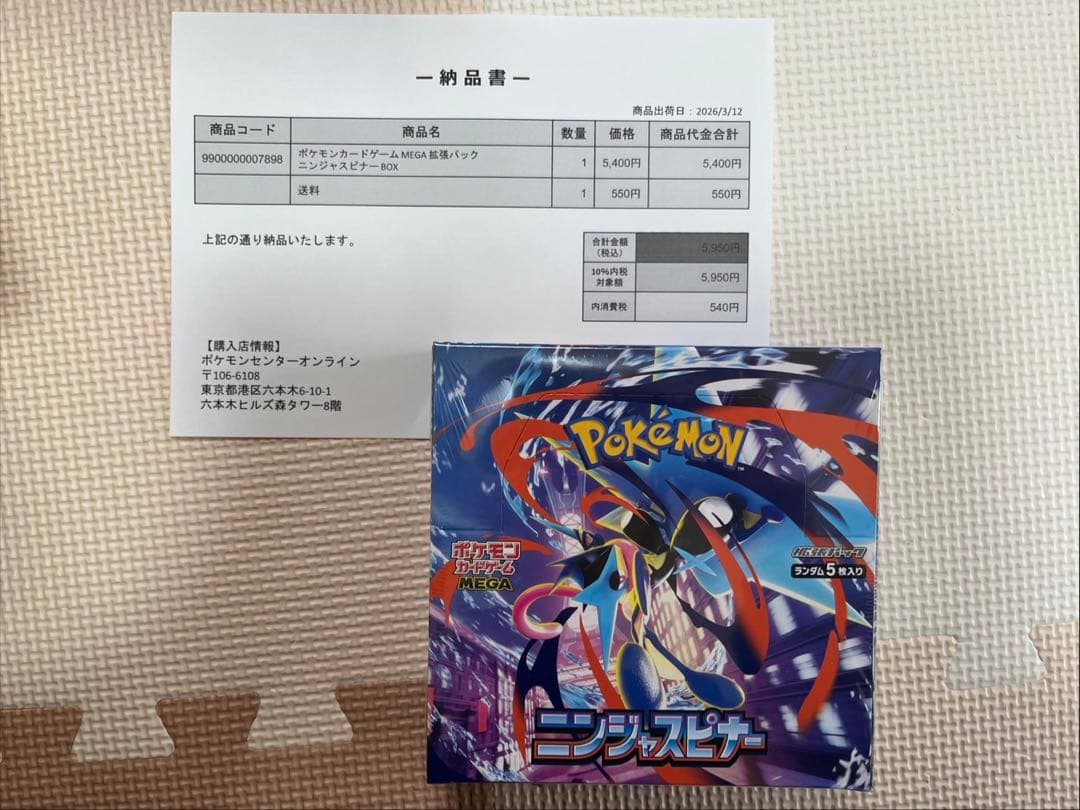 ー納品書ー
商品出荷日：2026/3/12
商品コード 商品名 数量 価格 商品代金合計
9900000007898 ポケモンカードゲーム MEGA 拡張パック 1 5,400円 5,400円
ニンジャスピナー BOX
送料 1 550円 550円
上記の通り納品いたします。
合計金額 5,950円
（税込）
10%内税 5,950円
対象額
内消費税 540円
【購入店情報】
ポケモンセンターオンライン
〒106-6108
東京都港区六本木6-10-1
六本木ヒルズ森タワー8階
POKéMON
TM
ポケモン
カードゲーム
MEGA
拡張パック
ランダム5枚入り
ニンジャスピナー